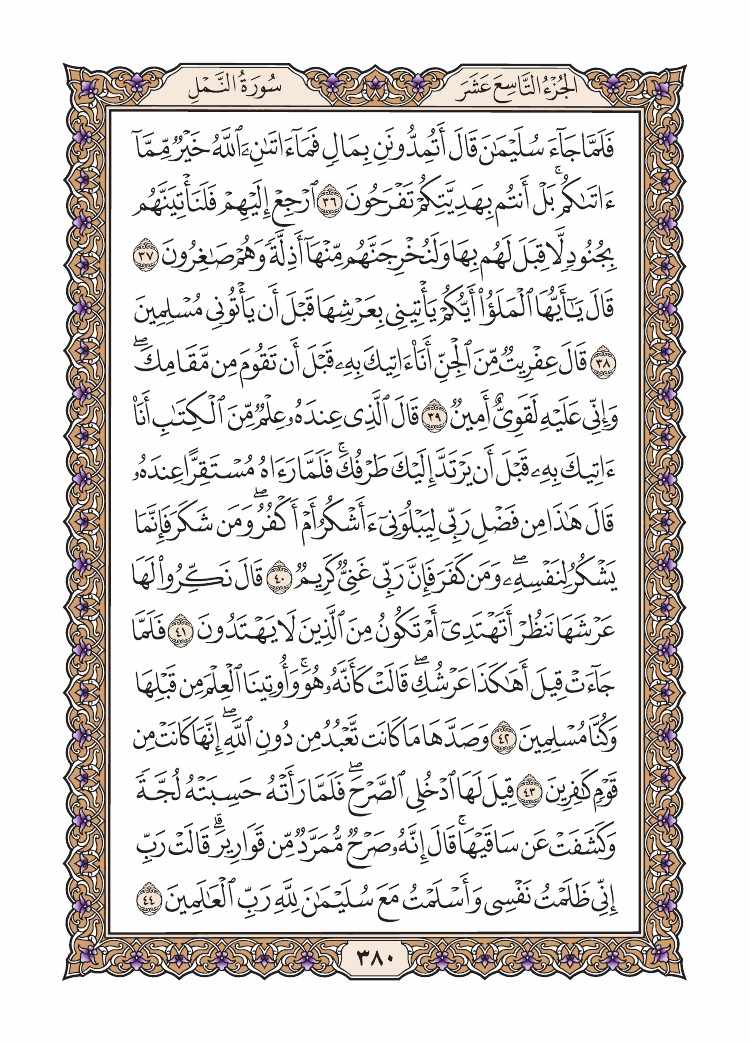 الجُزْءُ التَّاسِعَ عَشَرَ
سُورَةُ النَّمْلِ
فَلَمَّا جَآءَ سُلَيْمَٰنَ قَالَ أَتُمِدُّونَنِ بِمَالٖ فَمَآ ءَاتَىٰنِۦَ ٱللَّهُ خَيۡرٞ مِّمَّآ
ءَاتَىٰكُمۚ بَلۡ أَنتُم بِهَدِيَّتِكُمۡ تَفۡرَحُونَ ٣٦ ٱرۡجِعۡ إِلَيۡهِمۡ فَلَنَأۡتِيَنَّهُم
بِجُنُودٖ لَّا قِبَلَ لَهُم بِهَا وَلَنُخۡرِجَنَّهُم مِّنۡهَآ أَذِلَّةٗ وَهُمۡ صَٰغِرُونَ ٣٧
قَالَ يَٰٓأَيُّهَا ٱلۡمَلَؤُاْ أَيُّكُمۡ يَأۡتِينِي بِعَرۡشِهَا قَبۡلَ أَن يَأۡتُونِي مُسۡلِمِينَ
٣٨ قَالَ عِفۡرِيتٞ مِّنَ ٱلۡجِنِّ أَنَا۠ ءَاتِيكَ بِهِۦ قَبۡلَ أَن تَقُومَ مِن مَّقَامِكَۖ
وَإِنِّي عَلَيۡهِ لَقَوِيٌّ أَمِينٞ ٣٩ قَالَ ٱلَّذِي عِندَهُۥ عِلۡمٞ مِّنَ ٱلۡكِتَٰبِ أَنَا۠
ءَاتِيكَ بِهِۦ قَبۡلَ أَن يَرۡتَدَّ إِلَيۡكَ طَرۡفُكَۚ فَلَمَّا رَءَاهُ مُسۡتَقِرًّا عِندَهُۥ
قَالَ هَٰذَا مِن فَضۡلِ رَبِّي لِيَبۡلُوَنِيٓ ءَأَشۡكُرُ أَمۡ أَكۡفُرُۖ وَمَن شَكَرَ فَإِنَّمَا
يَشۡكُرُ لِنَفۡسِهِۦۖ وَمَن كَفَرَ فَإِنَّ رَبِّي غَنِيّٞ كَرِيمٞ ٤٠ قَالَ نَكِّرُواْ لَهَا
عَرۡشَهَا نَنظُرۡ أَتَهۡتَدِيٓ أَمۡ تَكُونُ مِنَ ٱلَّذِينَ لَا يَهۡتَدُونَ ٤١ فَلَمَّا
جَآءَتۡ قِيلَ أَهَٰكَذَا عَرۡشُكِۖ قَالَتۡ كَأَنَّهُۥ هُوَۚ وَأُوتِينَا ٱلۡعِلۡمَ مِن قَبۡلِهَا
وَكُنَّا مُسۡلِمِينَ ٤٢ وَصَدَّهَا مَا كَانَت تَّعۡبُدُ مِن دُونِ ٱللَّهِۖ إِنَّهَا كَانَتۡ مِن
قَوۡمٖ كَٰفِرِينَ ٤٣ قِيلَ لَهَا ٱدۡخُلِي ٱلصَّرۡحَۖ فَلَمَّا رَأَتۡهُ حَسِبَتۡهُ لُجَّةٗ
وَكَشَفَتۡ عَن سَاقَيۡهَاۚ قَالَ إِنَّهُۥ صَرۡحٞ مُّمَرَّدٞ مِّن قَوَارِيرَۗ قَالَتۡ رَبِّ
إِنِّي ظَلَمۡتُ نَفۡسِي وَأَسۡلَمۡتُ مَعَ سُلَيۡمَٰنَ لِلَّهِ رَبِّ ٱلۡعَٰلَمِينَ ٤٤
٣٨٠